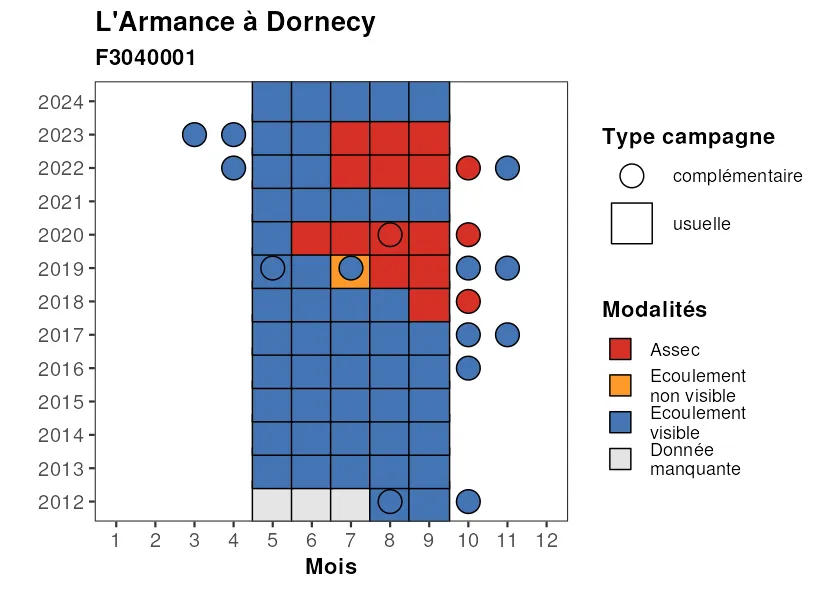 L'Armance à Dornecy
F3040001
2024
2023
2022
2021
2020
2019
2018
2017
2016
2015
2014
2013
2012
1 2 3 4 5 6 7 8 9 10 11 12
Mois
Type campagne
complémentaire
usuelle
Modalités
Assec
Ecoulement
non visible
Ecoulement
visible
Donnée
manquante